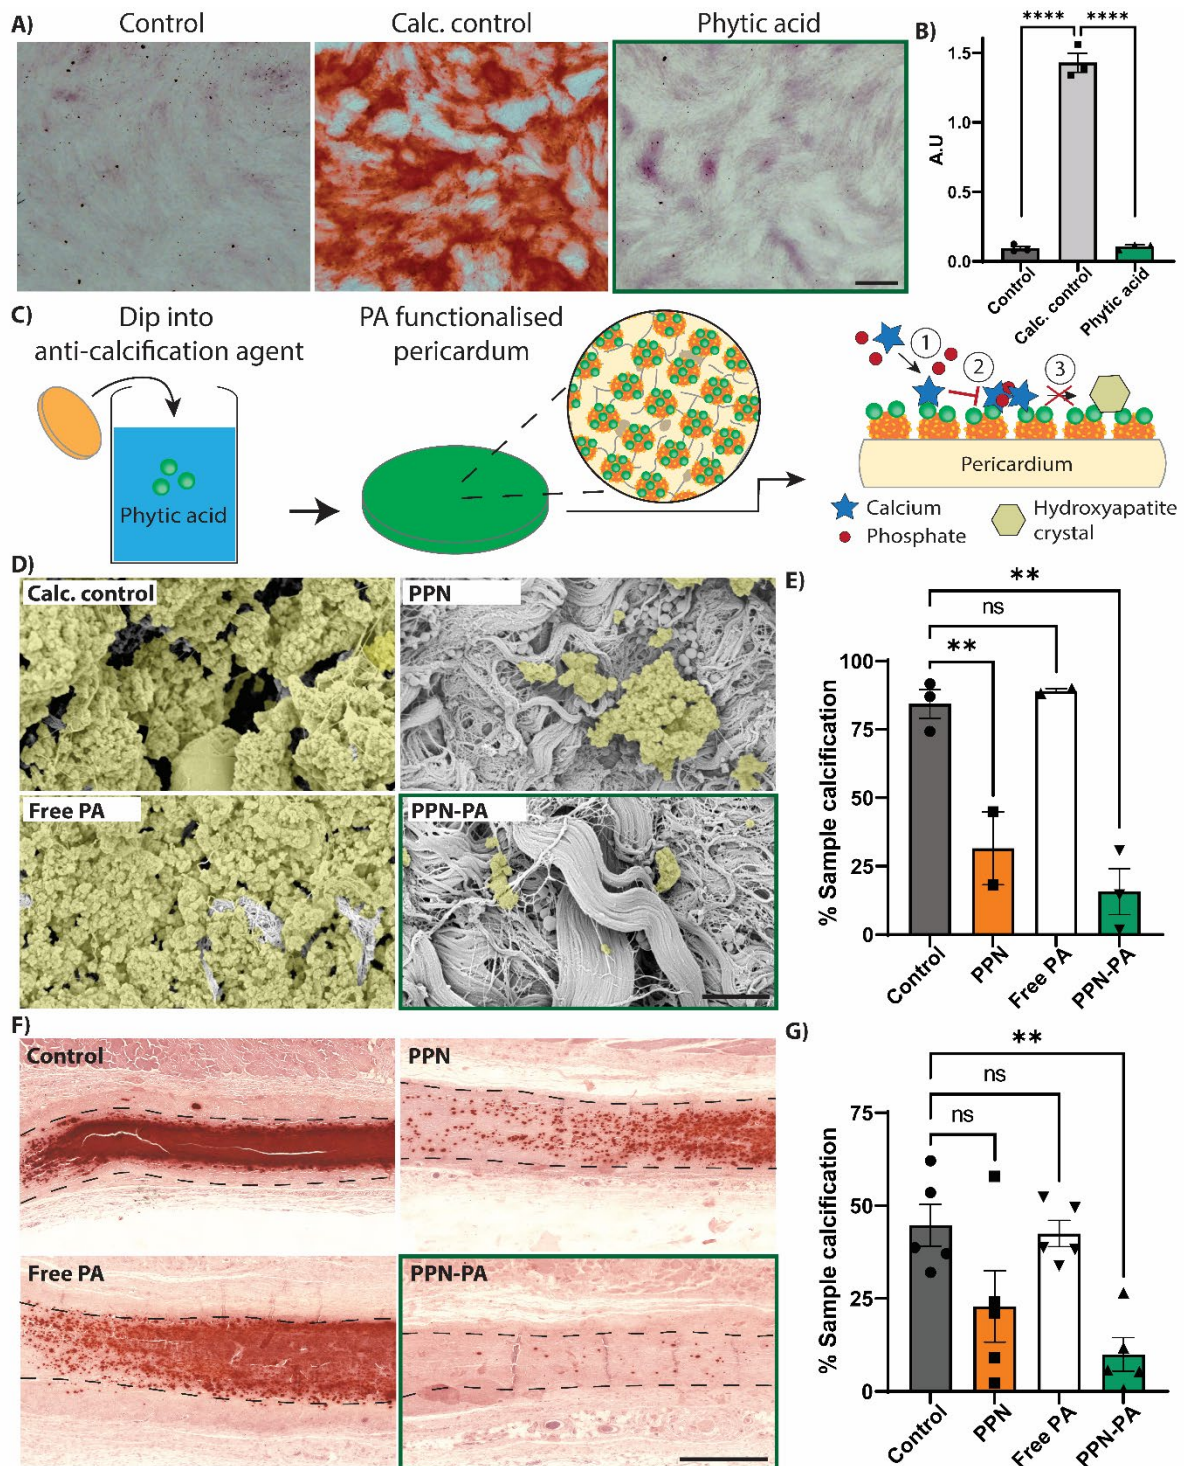 A)
Control
Calc. control
Phytic acid
B)
****
****
1.5
1.0
0.5
0.0
A.U
Control
Calc. control
Phytic acid
C)
Dip into
anti-calcification agent
Phytic acid
PA functionalised
pericardum
1
2
3
Pericardium
Calcium
Phosphate
Hydroxyapatite
crystal
D)
Calc. control
PPN
Free PA
PPN-PA
E)
**
ns
**
100
75
50
25
0
% Sample calcification
Control
PPN
Free PA
PPN-PA
F)
Control
PPN
Free PA
PPN-PA
G)
**
ns
ns
75
50
25
0
% Sample calcification
Control
PPN
Free PA
PPN-PA